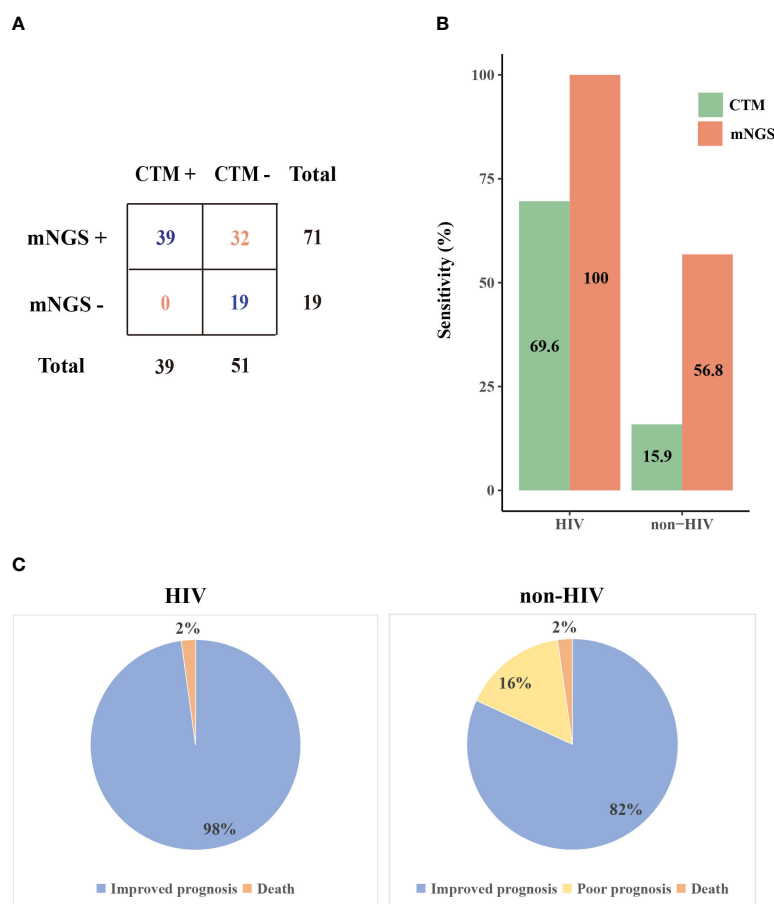 A
CTM + CTM - Total
mNGS + 39 32 71
mNGS - 0 19 19
Total 39 51
B
Sensitivity (%)
100
75
50
25
0
69.6
100
15.9
56.8
HIV non-HIV
CTM
mNGS
C
HIV
2%
98%
Improved prognosis Death
non-HIV
2%
16%
82%
Improved prognosis Poor prognosis Death